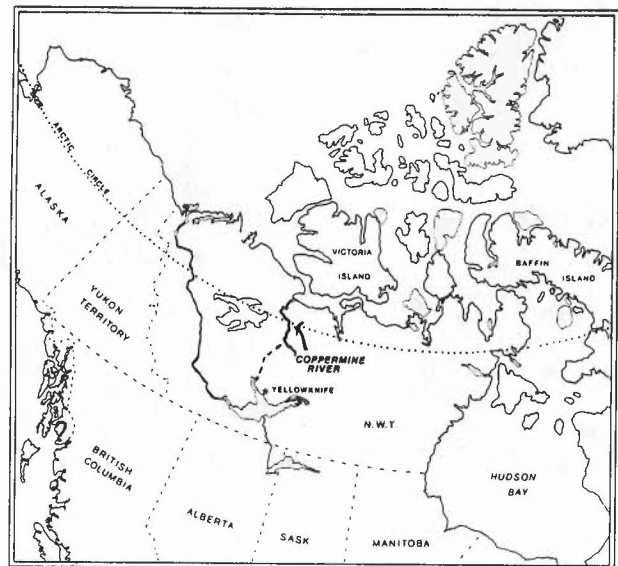 ARCTIC CIRCLE
ALASKA
YUKON
TERRITORY
VICTORIA
ISLAND
BAFFIN
ISLAND
COPPERMINE
RIVER
YELLOWKNIFE
N.W.T.
BRITISH
COLUMBIA
ALBERTA
SASK
MANITOBA
HUDSON
BAY